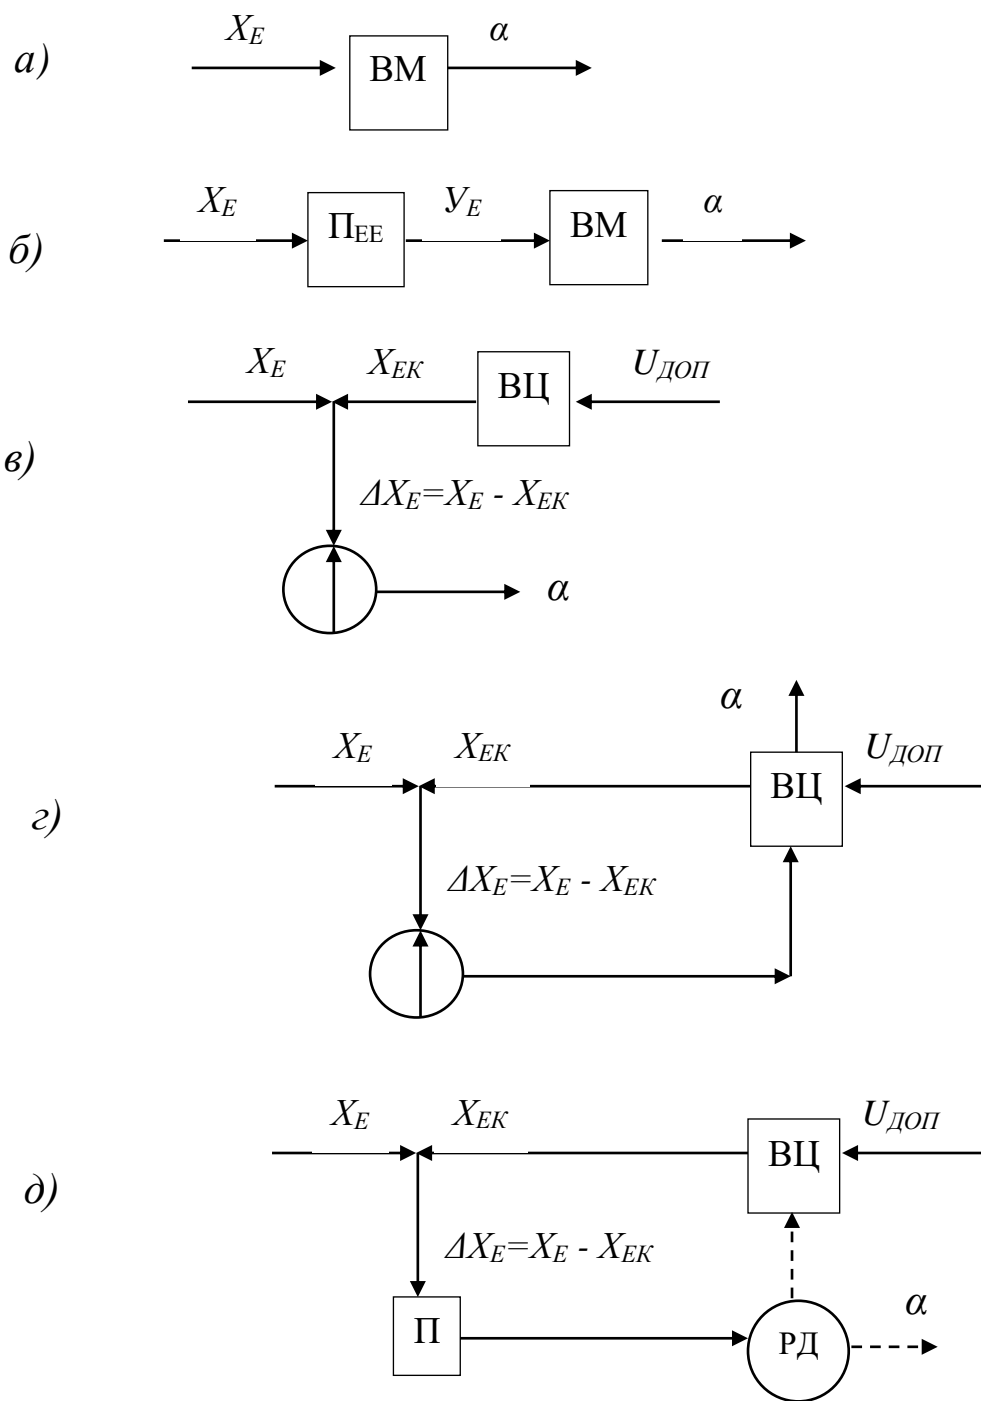 а) X_E α
ВМ
б) X_E П_ЕЕ У_E ВМ α
X_E X_EK ВЦ U_ДОП
в)
ΔX_E=X_E - X_EK
α
α
X_E X_EK ВЦ U_ДОП
г)
ΔX_E=X_E - X_EK
X_E X_EK ВЦ U_ДОП
д)
ΔX_E=X_E - X_EK
П РД α